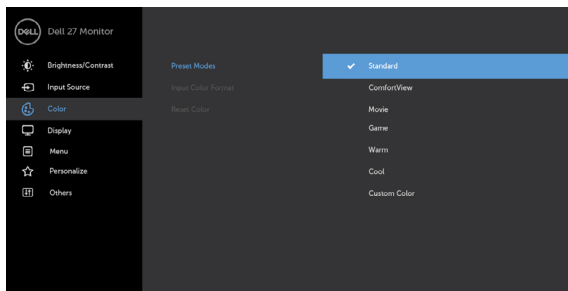 DELL Dell 27 Monitor
Brightness/Contrast Preset Modes Standard
Input Source Input Color Format ComfortView
Color Reset Color Movie
Display Game
Menu Warm
Personalize Cool
Others Custom Color